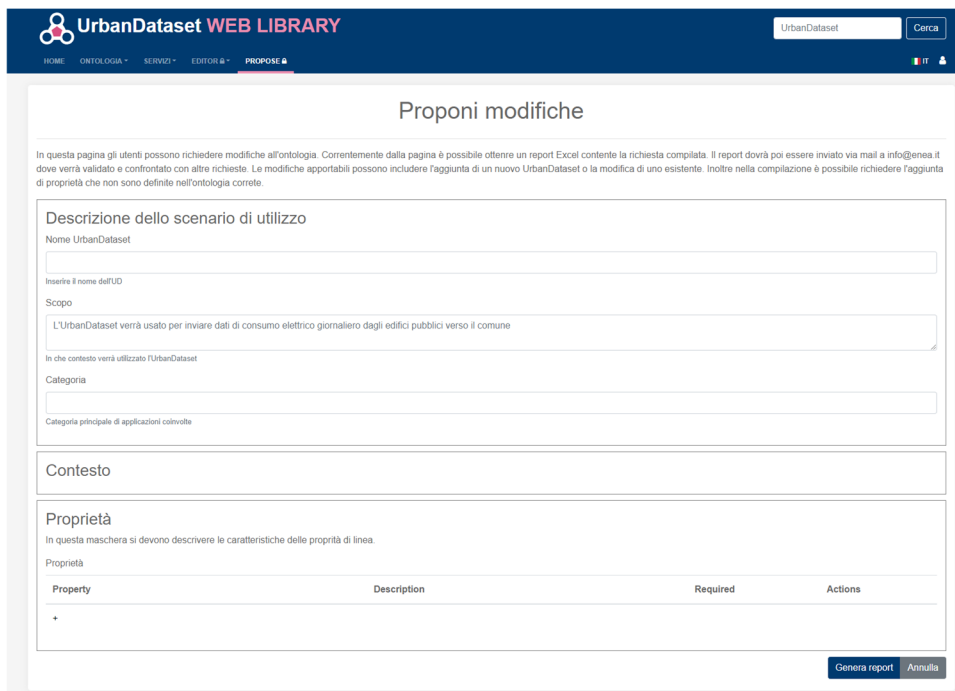 UrbanDataset WEB LIBRARY
UrbanDataset
Cerca
HOME ONTOLOGIA SERVIZI EDITOR PROPOSE IT
Proponi modifiche
In questa pagina gli utenti possono richiedere modifiche all'ontologia. Correntemente dalla pagina è possibile ottenre un report Excel contente la richiesta compilata. Il report dovrà poi essere inviato via mail a info@enea.it
dove verrà validato e confrontato con altre richieste. Le modifiche apportabili possono includere l'aggiunta di un nuovo UrbanDataset o la modifica di uno esistente. Inoltre nella compilazione è possibile richiedere l'aggiunta
di proprietà che non sono definite nell'ontologia correte.
Descrizione dello scenario di utilizzo
Nome UrbanDataset
Inserire il nome dell'UD
Scopo
L'UrbanDataset verrà usato per inviare dati di consumo elettrico giornaliero dagli edifici pubblici verso il comune
In che contesto verrà utilizzato l'UrbanDataset
Categoria
Categoria principale di applicazioni coinvolte
Contesto
Proprietà
In questa maschera si devono descrivere le caratteristiche delle proprità di linea.
Proprietà
Property Description Required Actions
+
Genera report Annulla